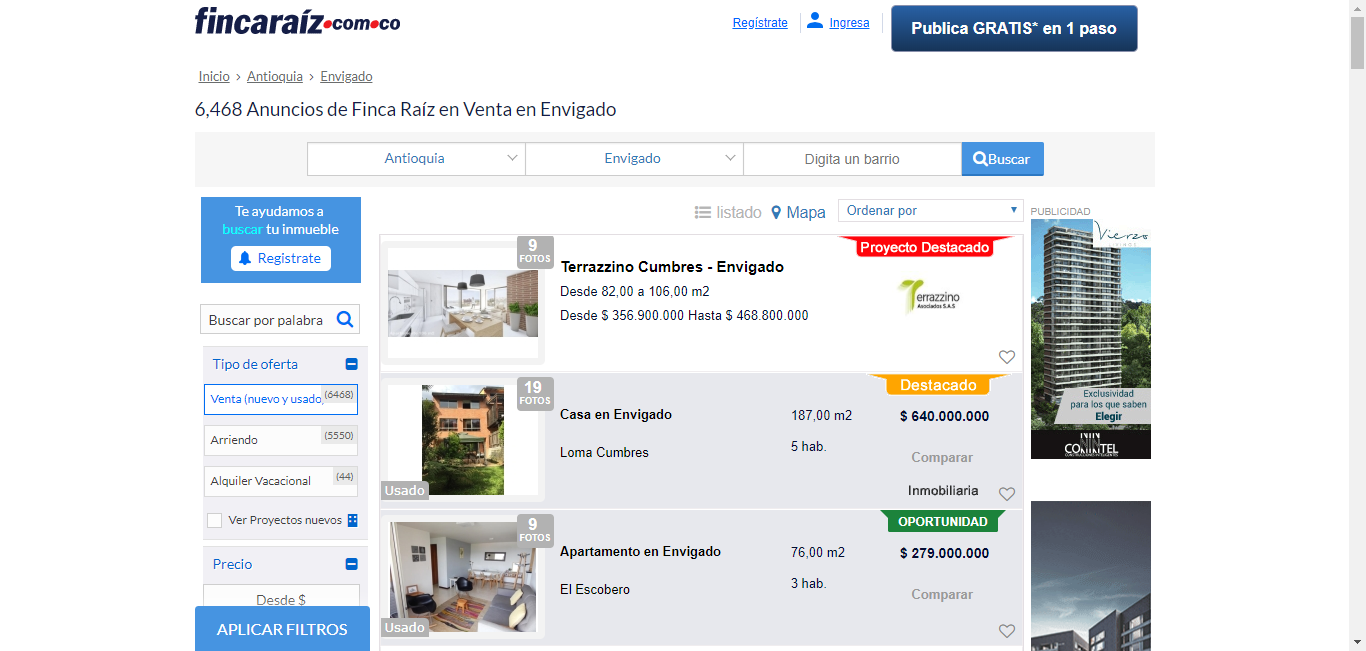 fincaraíz.com.co
Regístrate
Ingresa
Publica GRATIS* en 1 paso
Inicio › Antioquia › Envigado
6,468 Anuncios de Finca Raíz en Venta en Envigado
Antioquia
Envigado
Digita un barrio
Buscar
Te ayudamos a
buscar tu inmueble
Registrate
Buscar por palabra
Tipo de oferta
Venta (nuevo y usado)
(6468)
Arriendo
(5550)
Alquiler Vacacional
(44)
Ver Proyectos nuevos
Precio
Desde $
APLICAR FILTROS
listado
Mapa
Ordenar por
9
FOTOS
Terrazzino Cumbres - Envigado
Desde 82,00 a 106,00 m2
Desde $ 356.900.000 Hasta $ 468.800.000
Proyecto Destacado
Terrazzino
Asociados S.A.S
19
FOTOS
Usado
Casa en Envigado
Loma Cumbres
187,00 m2
5 hab.
Destacado
$ 640.000.000
Comparar
Inmobiliaria
9
FOTOS
Usado
Apartamento en Envigado
El Escobero
76,00 m2
3 hab.
OPORTUNIDAD
$ 279.000.000
Comparar
PUBLICIDAD
Vierzo
Exclusividad
para los que saben
Elegir
CONINTEL
CONSTRUCCIONES INTELIGENTES